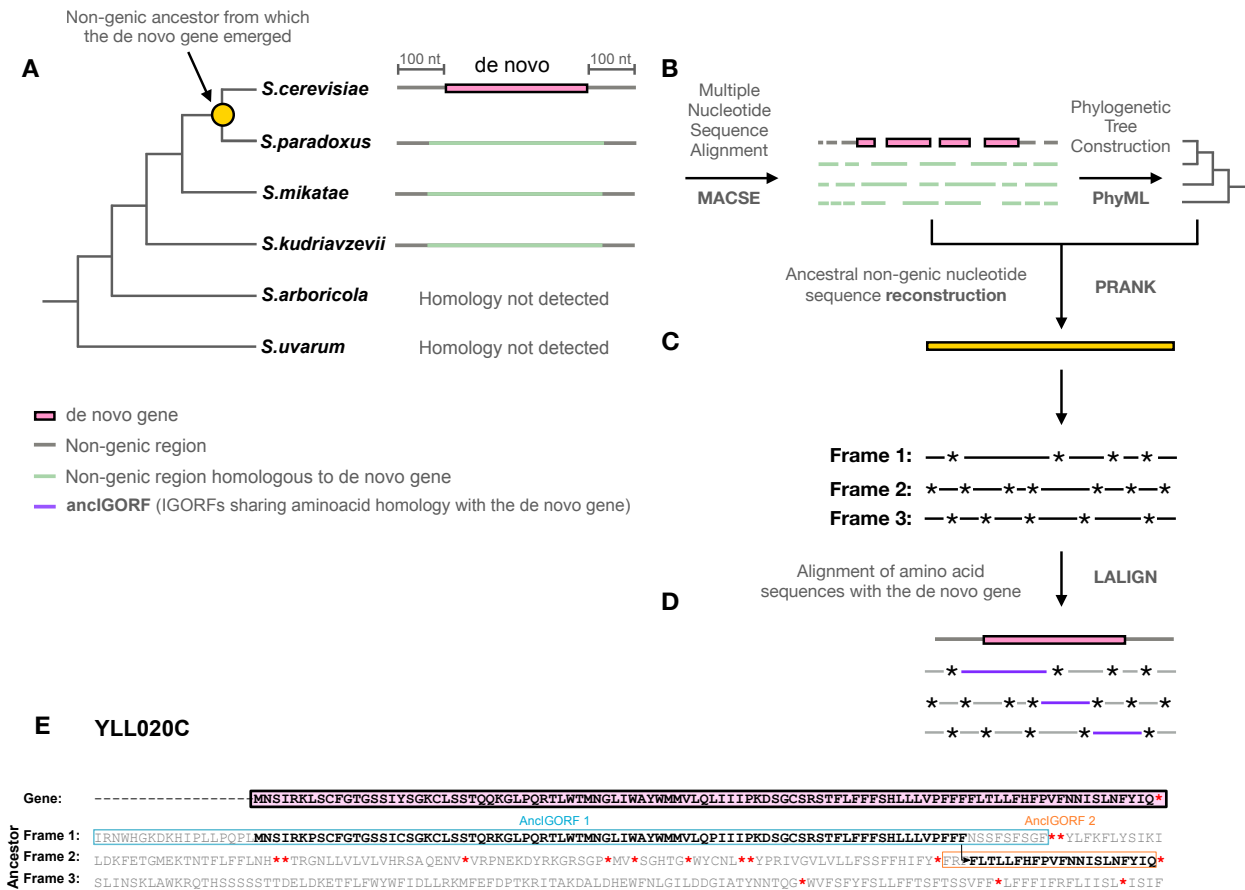 Non-genic ancestor from which
the de novo gene emerged
A
100 nt
de novo
100 nt
S.cerevisiae
S.paradoxus
S.mikatae
S.kudriavzevii
S.arboricola
Homology not detected
S.uvarum
Homology not detected
de novo gene
Non-genic region
Non-genic region homologous to de novo gene
ancIGORF (IGORFs sharing aminoacid homology with the de novo gene)
B
Multiple
Nucleotide
Sequence
Alignment
MACSE
Phylogenetic
Tree
Construction
PhyML
Ancestral non-genic nucleotide
sequence reconstruction
PRANK
C
Frame 1: * * * *
Frame 2: * * * * * * *
Frame 3: * * * * *
Alignment of amino acid
sequences with the de novo gene
LALIGN
D
* * * *
* * * * * * *
* * * * *
E YLL020C
Gene: ----------------- MNSIRKLSCFGTGSSIYSGKCLSSTQQKGLPQRTLWTMNGLIWAYWMMVLQLIIIPKDSGCSRTFLFFFSHLLLVPFFFFLTLLFHFPVFNNISLNFYIQ*
AncIGORF 1 AncIGORF 2
Ancestor
Frame 1: IRNWHGKDKHIPLLPQPLMNSIRKPSCFGTGSSICSGKCLSSTQRKGLPQRTLWTMNGLIWAYWMMVLQLIIIPKDSGCSRTFLFFFSHLLLVPFFFNSSFSFSGF**YLFKFLYSIKI
Frame 2: LDKFETGMEKTNTFLFFLNH**TRGNLLVLVLVHRSAQENV*VRPNEKDYRKGRSGP*MV*SGHTG*WYCNL**YPRIVGVLVLLFSSFFHIFY*FRFFLTLLFHFPVFNNISLNFYIQ*
Frame 3: SLINSKLAWKRQTHSSSSSTTDELDKETFLFWYWFIDLLRKMFEFDPTKRITAKDALDHEWFNLGILDDGIATYNNTQG*WVFSFYFSLLFTSFTSSVFF*LFFFIFRFLIISL*ISIF